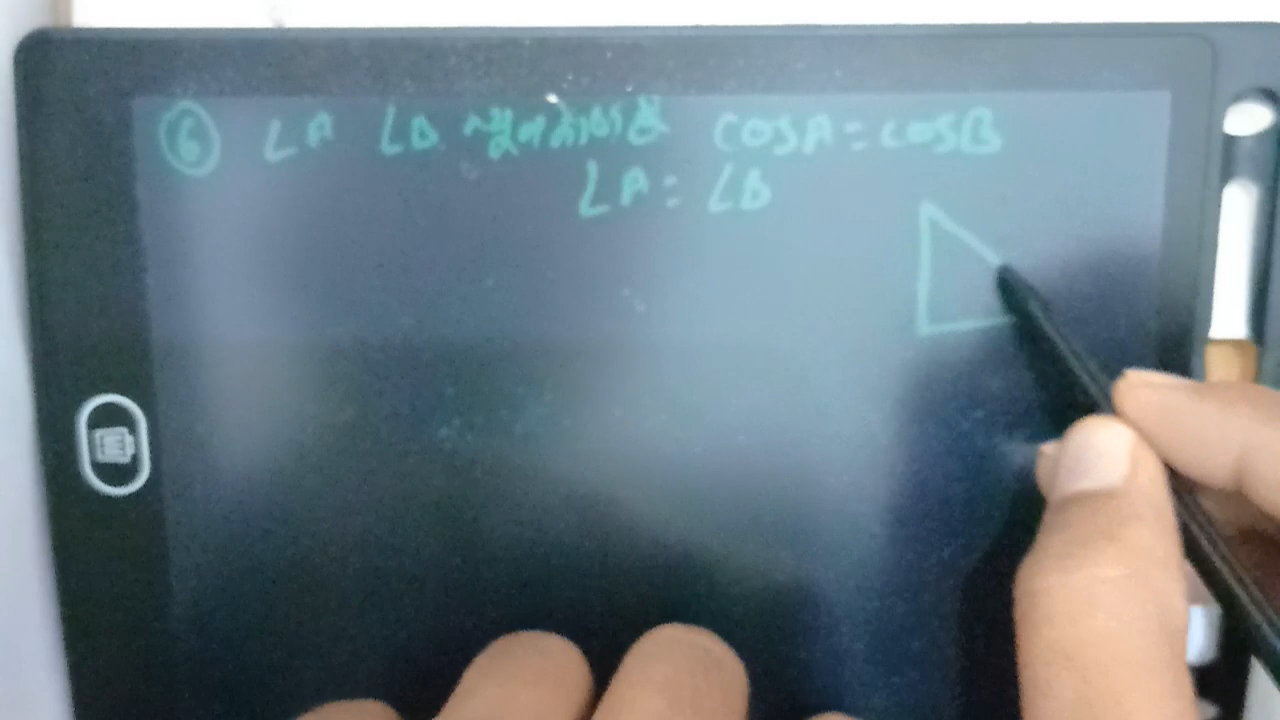 ⑥ ∠A ∠B cosA = cosB
∠A = ∠B